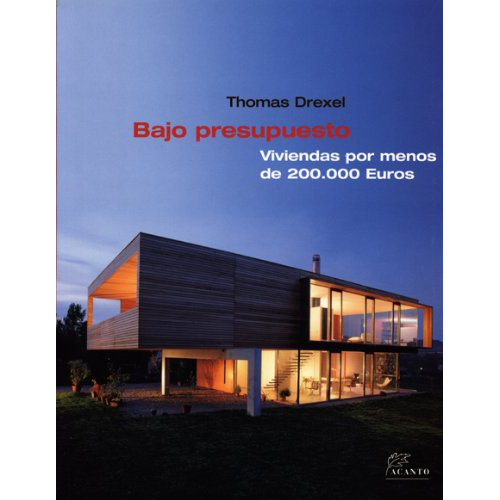 Thomas Drexel
Bajo presupuesto
Viviendas por menos
de 200.000 Euros
ACANTO